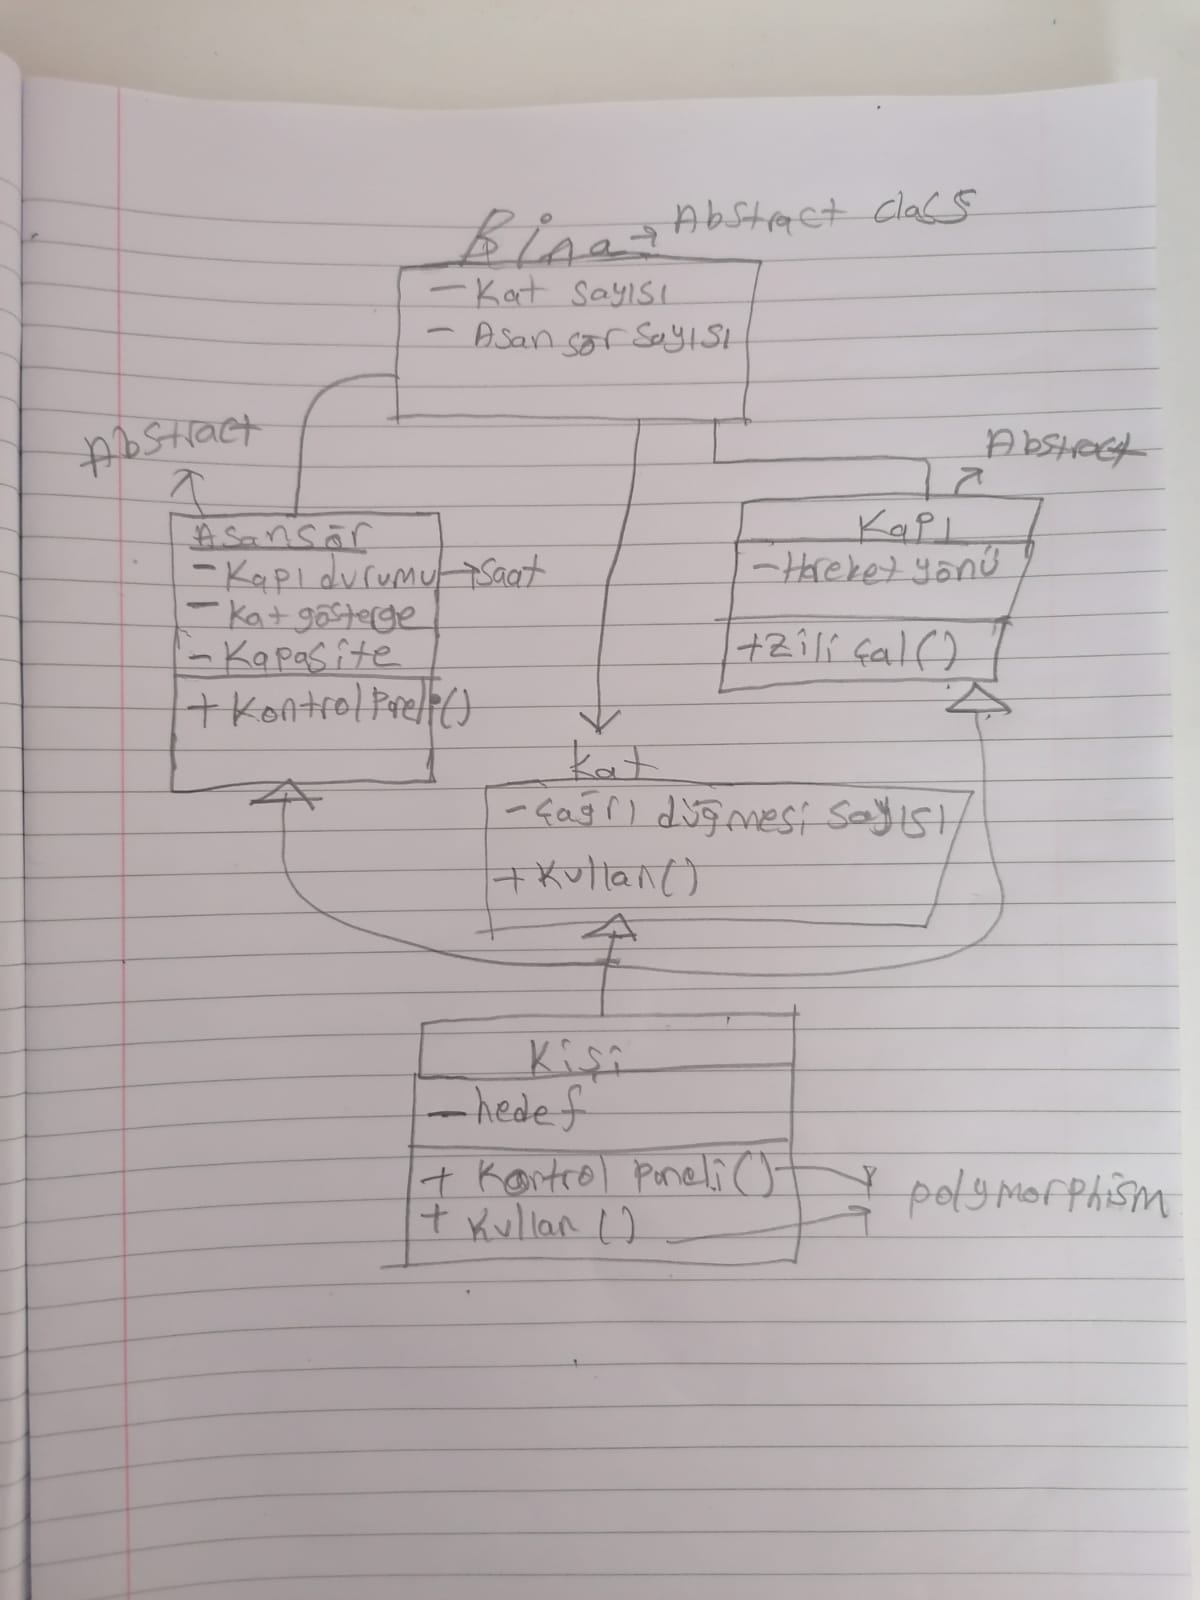 Bina → Abstract class
- Kat sayısı
- Asansör sayısı
Abstract
Asansör
- Kapı durumu → saat
- Kat gösterge
- Kapasite
+ Kontrol Paneli()
Abstract
Kapı
- Hareket yönü
+ Zili çal()
Kat
- Çağrı düğmesi sayısı
+ Kullan()
Kişi
- hedef
+ Kontrol Paneli()
+ Kullan()
polymorphism